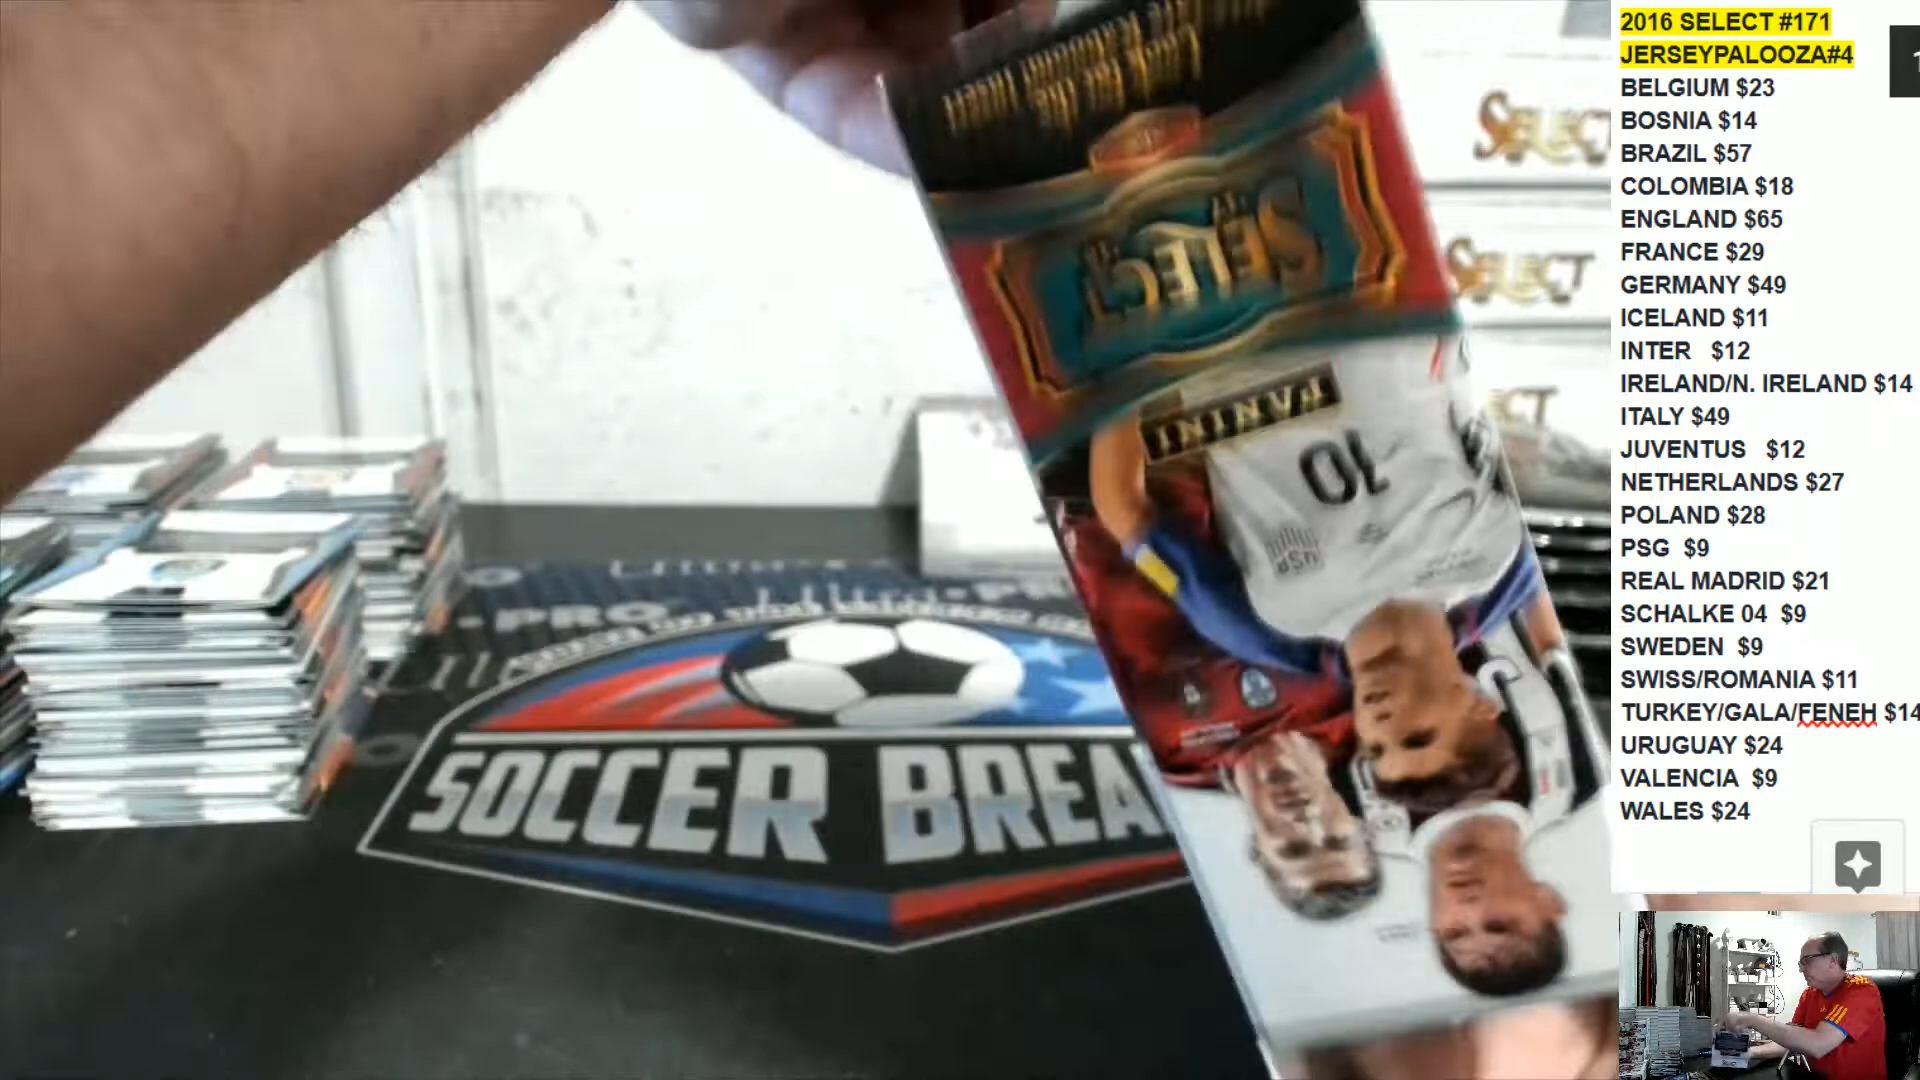 2016 SELECT #171
JERSEYPALOOZA#4
BELGIUM $23
BOSNIA $14
BRAZIL $57
COLOMBIA $18
ENGLAND $65
FRANCE $29
GERMANY $49
ICELAND $11
INTER $12
IRELAND/N. IRELAND $14
ITALY $49
JUVENTUS $12
NETHERLANDS $27
POLAND $28
PSG $9
REAL MADRID $21
SCHALKE 04 $9
SWEDEN $9
SWISS/ROMANIA $11
TURKEY/GALA/FENEH $14
URUGUAY $24
VALENCIA $9
WALES $24
SELECT
PANINI
10
SELECT
SELECT
Ultra-PRO
-PRO
SOCCER BREA